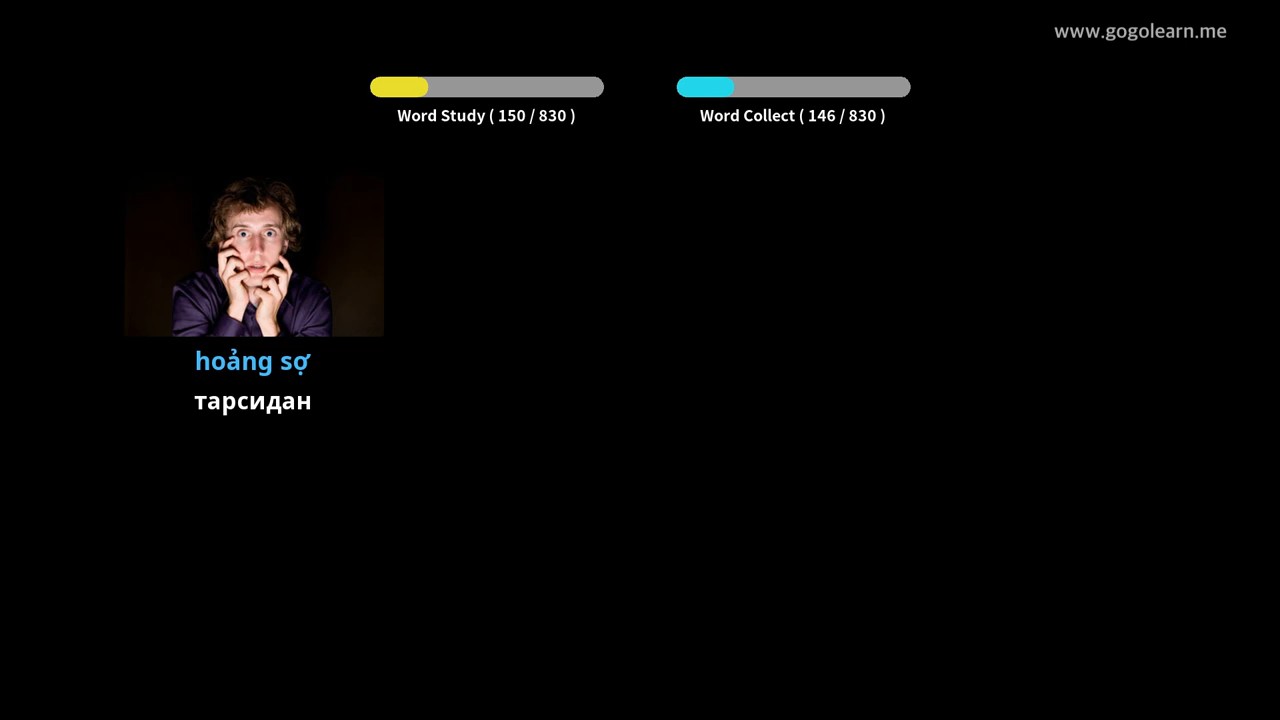 www.gogolearn.me
Word Study ( 150 / 830 )
Word Collect ( 146 / 830 )
hoảng sợ
тарсидан